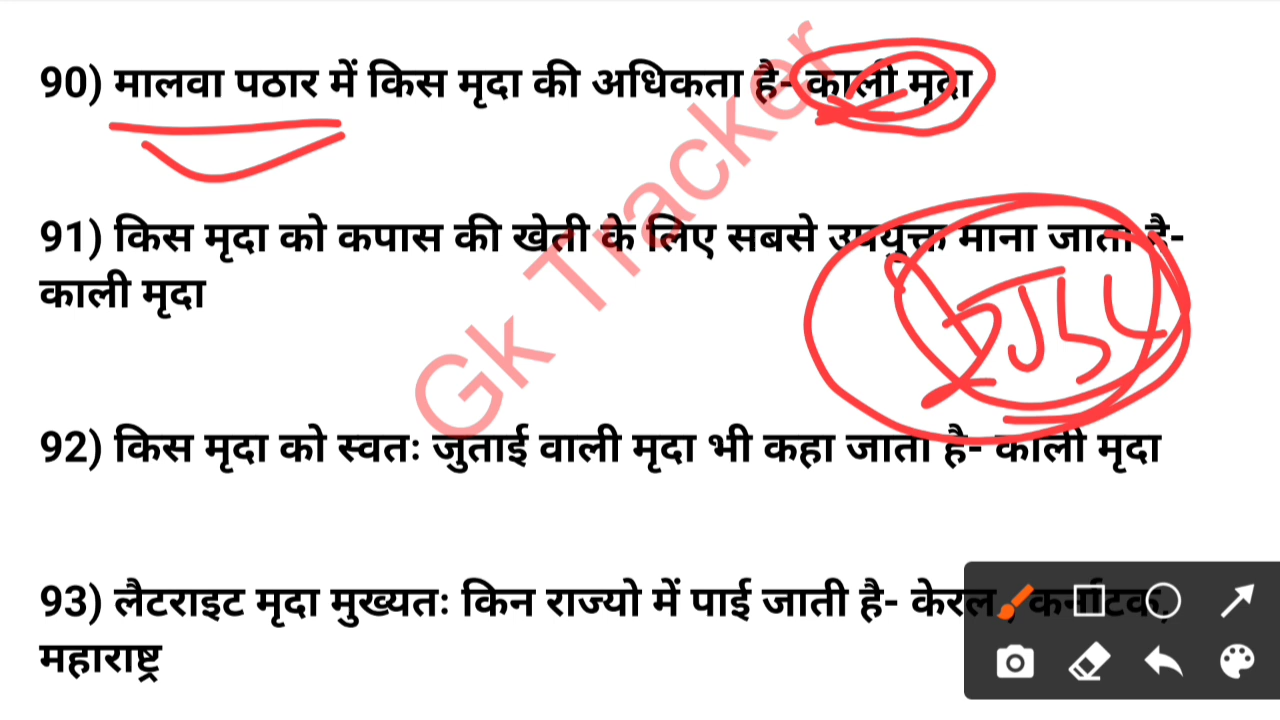 90) मालवा पठार में किस मृदा की अधिकता है- काली मृदा
91) किस मृदा को कपास की खेती के लिए सबसे उपयुक्त माना जाता है-
काली मृदा
92) किस मृदा को स्वतः जुताई वाली मृदा भी कहा जाता है- काली मृदा
93) लैटराइट मृदा मुख्यतः किन राज्यो में पाई जाती है- केरल, कर्नाटक,
महाराष्ट्र
Gk Tracker